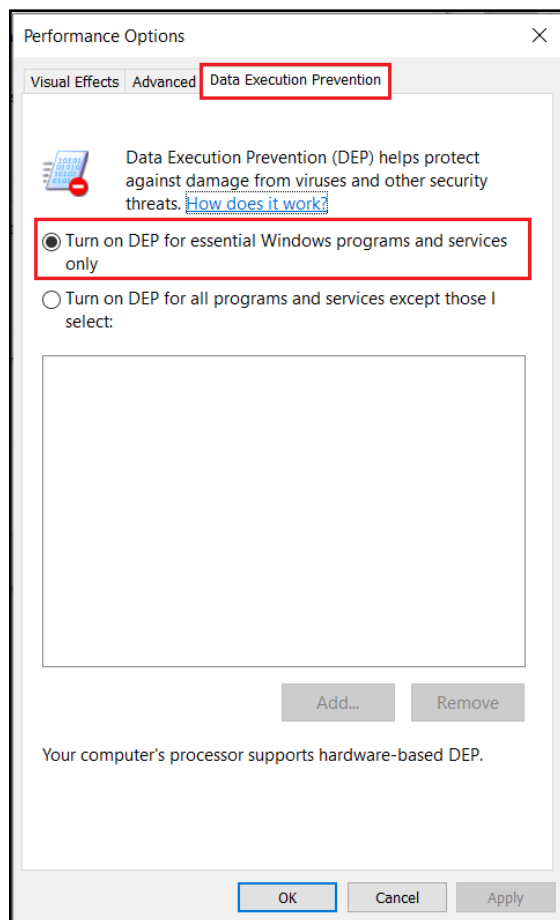 Performance Options
Visual Effects Advanced Data Execution Prevention
Data Execution Prevention (DEP) helps protect
against damage from viruses and other security
threats. How does it work?
Turn on DEP for essential Windows programs and services
only
Turn on DEP for all programs and services except those I
select:
Add... Remove
Your computer's processor supports hardware-based DEP.
OK Cancel Apply